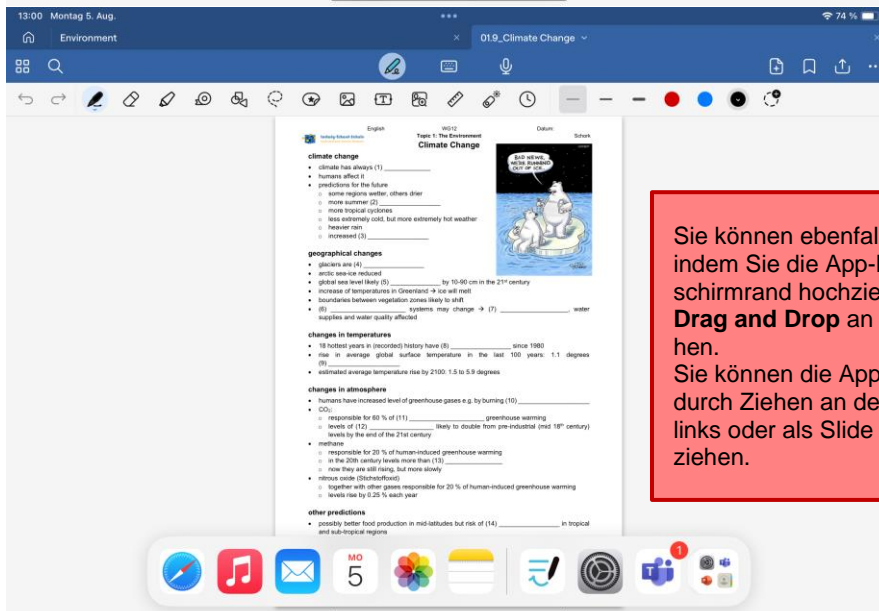 13:00 Montag 5. Aug.
74 %
Environment
01.9_Climate Change
English WG12 Datum:
Topic 1: The Environment Schork
Climate Change
BAD NEWS, WE'RE RUNNING OUT OF ICE.
climate change
• climate has always (1) ____________
• humans affect it
• predictions for the future
○ some regions wetter, others drier
○ more summer (2) ____________
○ more tropical cyclones
○ less extremely cold, but more extremely hot weather
○ heavier rain
○ increased (3) ____________
geographical changes
• glaciers are (4) ____________
• arctic sea-ice reduced
• global sea level likely (5) ____________ by 10-90 cm in the 21st century
• increase of temperatures in Greenland → ice will melt
• boundaries between vegetation zones likely to shift
• (6) ____________ systems may change → (7) ____________, water
supplies and water quality affected
changes in temperatures
• 18 hottest years in (recorded) history have (8) ____________ since 1980
• rise in average global surface temperature in the last 100 years: 1.1 degrees
(9) ____________
• estimated average temperature rise by 2100: 1.5 to 5.9 degrees
changes in atmosphere
• humans have increased level of greenhouse gases e.g. by burning (10) ____________
• CO₂:
○ responsible for 60 % of (11) ____________ greenhouse warming
○ levels of (12) ____________ likely to double from pre-industrial (mid 18th century)
levels by the end of the 21st century
• methane
○ responsible for 20 % of human-induced greenhouse warming
○ in the 20th century levels more than (13) ____________
○ now they are still rising, but more slowly
• nitrous oxide (Stichstoffoxid)
○ together with other gases responsible for 20 % of human-induced greenhouse warming
○ levels rise by 0.25 % each year
other predictions
• possibly better food production in mid-latitudes but risk of (14) ____________ in tropical
and sub-tropical regions
Sie können ebenfal
indem Sie die App-
schirmrand hochzie
Drag and Drop an
hen.
Sie können die App
durch Ziehen an de
links oder als Slide
ziehen.
MO
5
1